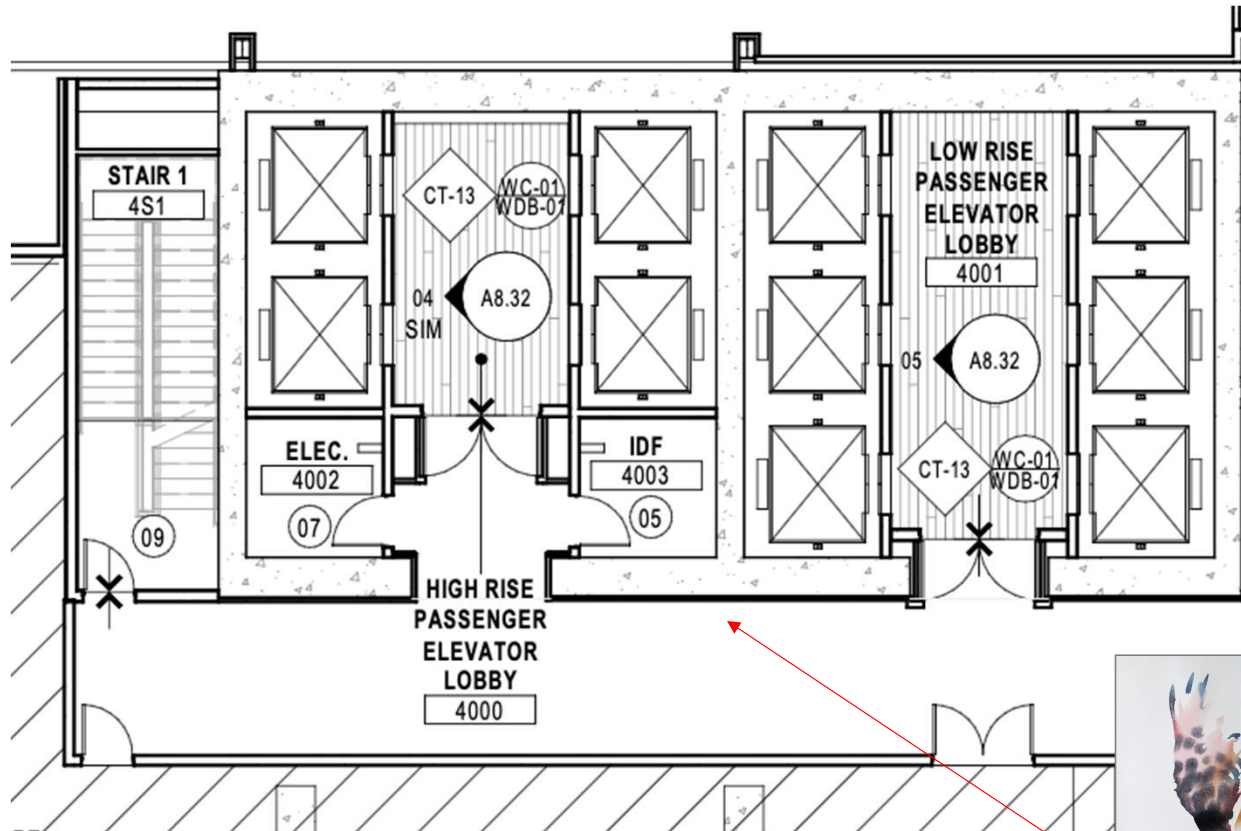 STAIR 1
4S1
09
CT-13
WC-01
WDB-01
04
SIM
A8.32
ELEC.
4002
07
IDF
4003
05
HIGH RISE
PASSENGER
ELEVATOR
LOBBY
4000
LOW RISE
PASSENGER
ELEVATOR
LOBBY
4001
05
A8.32
CT-13
WC-01
WDB-01